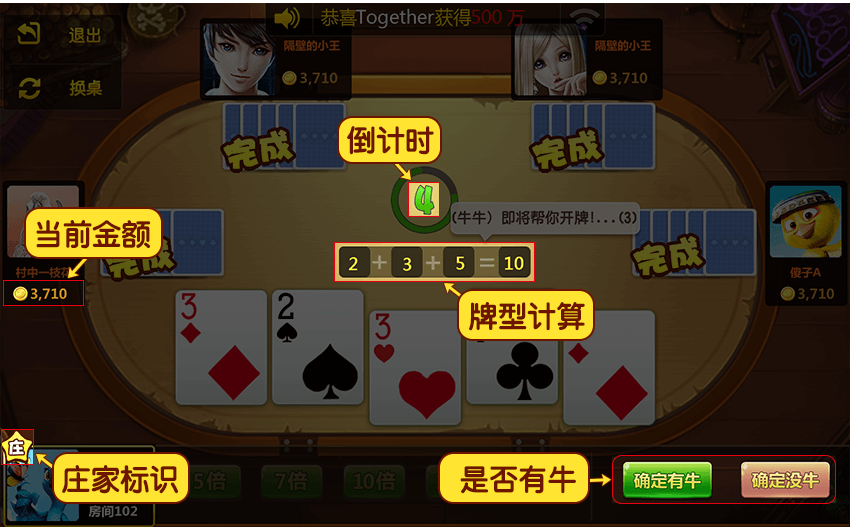 恭喜Together获得500 万
退出
换桌
隔壁的小王
3,710
隔壁的小王
3,710
完成
完成
倒计时
4
(牛牛) 即将帮你开牌!...(3)
当前金额
村中一枝花
3,710
完成
完成
傻子A
3,710
2 + 3 + 5 = 10
牌型计算
3
2
3
庄
庄家标识
房间102
5倍
7倍
10倍
是否有牛
确定有牛
确定没牛